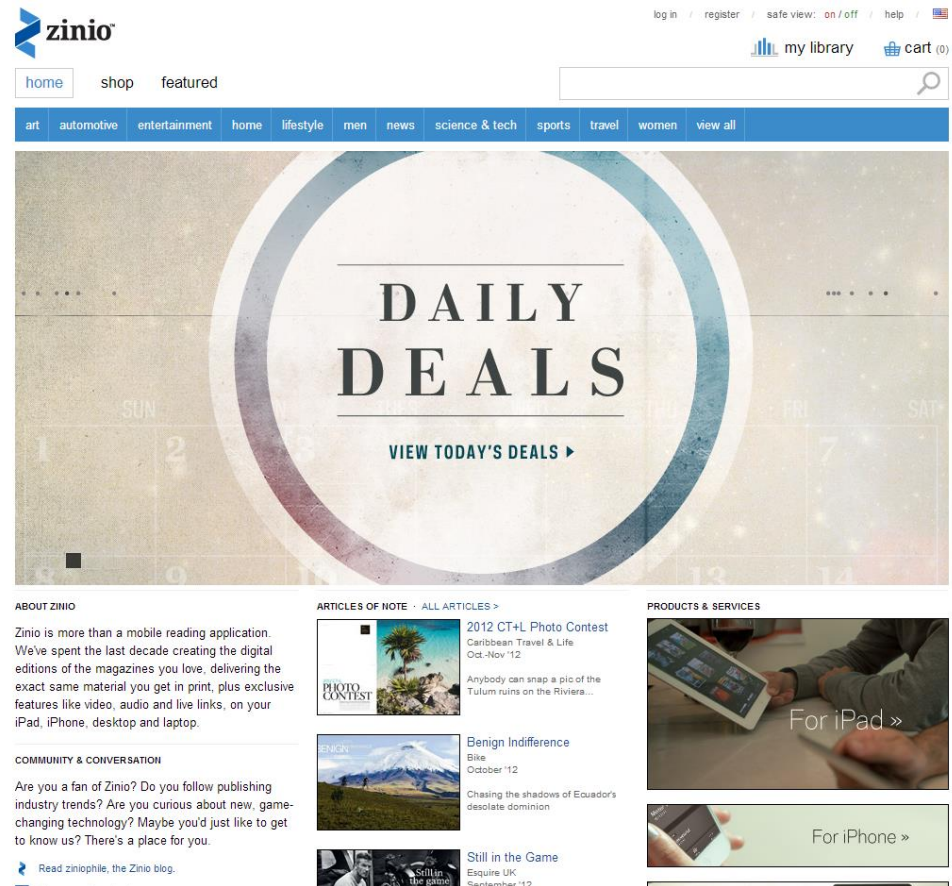 zinio™
log in / register / safe view: on / off / help /
my library
cart (0)
home shop featured
art automotive entertainment home lifestyle men news science & tech sports travel women view all
DAILY
DEALS
VIEW TODAY'S DEALS
SUN TUES THU FRI SAT
1 2 3 7
8 9 10 13 14
ABOUT ZINIO
Zinio is more than a mobile reading application.
We've spent the last decade creating the digital
editions of the magazines you love, delivering the
exact same material you get in print, plus exclusive
features like video, audio and live links, on your
iPad, iPhone, desktop and laptop.
COMMUNITY & CONVERSATION
Are you a fan of Zinio? Do you follow publishing
industry trends? Are you curious about new, game-
changing technology? Maybe you'd just like to get
to know us? There's a place for you.
Read ziniophile, the Zinio blog.
ARTICLES OF NOTE · ALL ARTICLES >
PHOTO
CONTEST
2012 CT+L Photo Contest
Caribbean Travel & Life
Oct.-Nov '12
Anybody can snap a pic of the
Tulum ruins on the Riviera...
BENIGN
Benign Indifference
Bike
October '12
Chasing the shadows of Ecuador's
desolate dominion
Still in
the game
Still in the Game
Esquire UK
September '12
PRODUCTS & SERVICES
For iPad »
For iPhone »